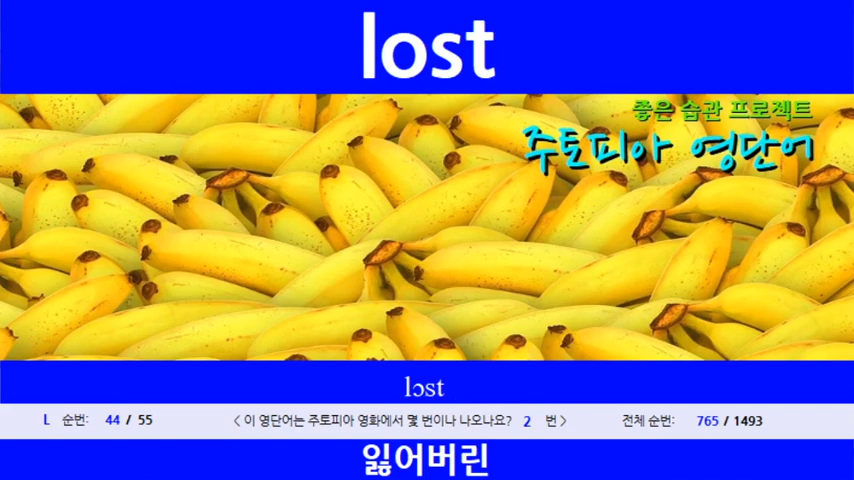 lost
좋은 습관 프로젝트
주토피아 영단어
lɔst
L 순번: 44 / 55 < 이 영단어는 주토피아 영화에서 몇 번이나 나오나요? 2 번 > 전체 순번: 765 / 1493
잃어버린